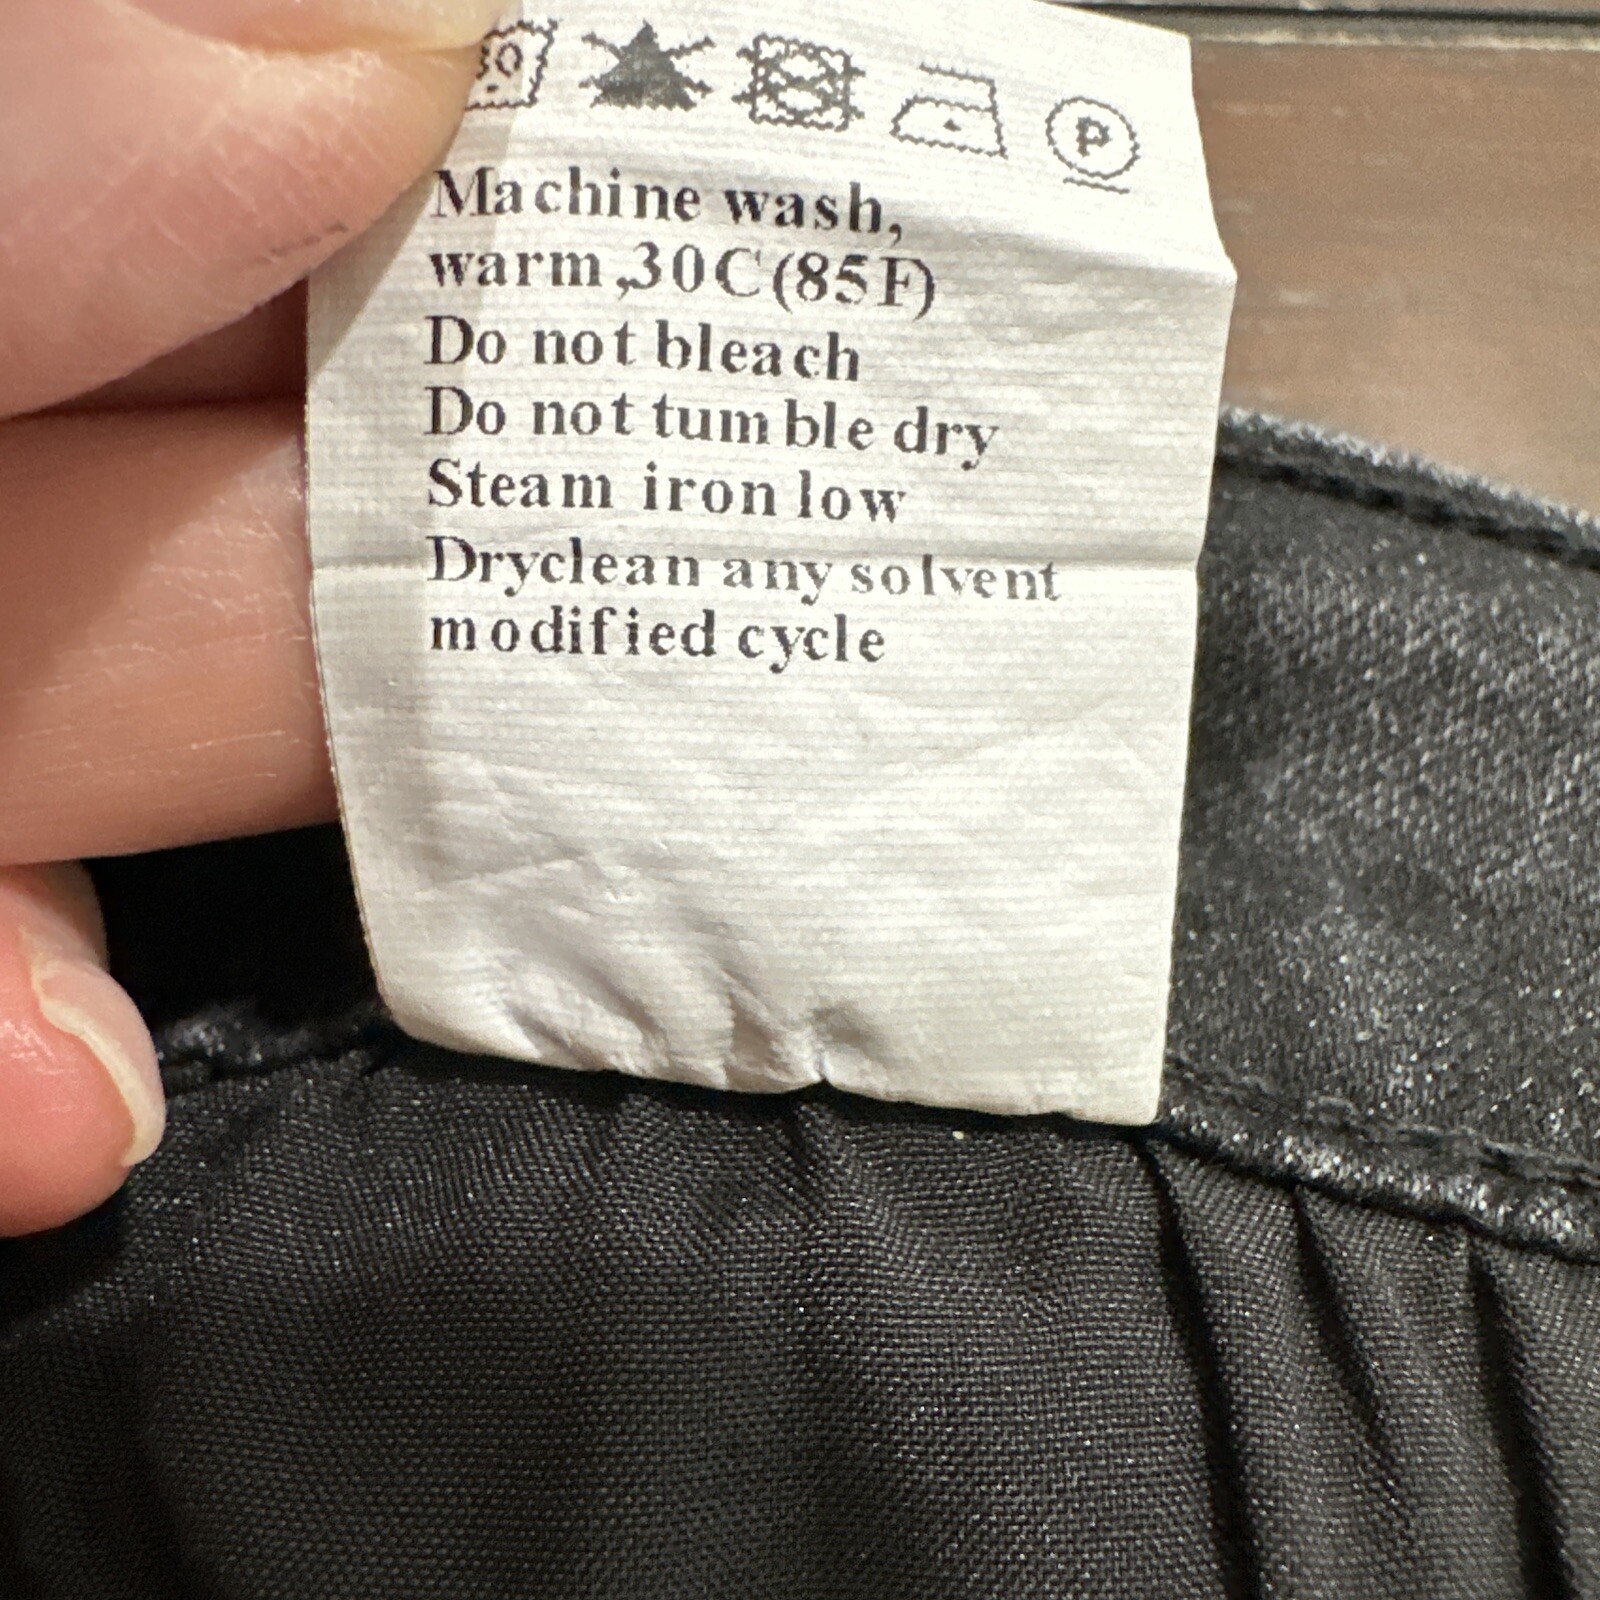 30
P
Machine wash,
warm,30C(85F)
Do not bleach
Do not tumble dry
Steam iron low
Dryclean any solvent
modified cycle